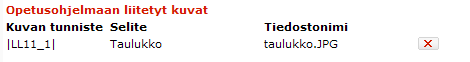 Opetusohjelmaan liitetyt kuvat
Kuvan tunniste Selite Tiedostonimi
|LL11_1| Taulukko taulukko.JPG